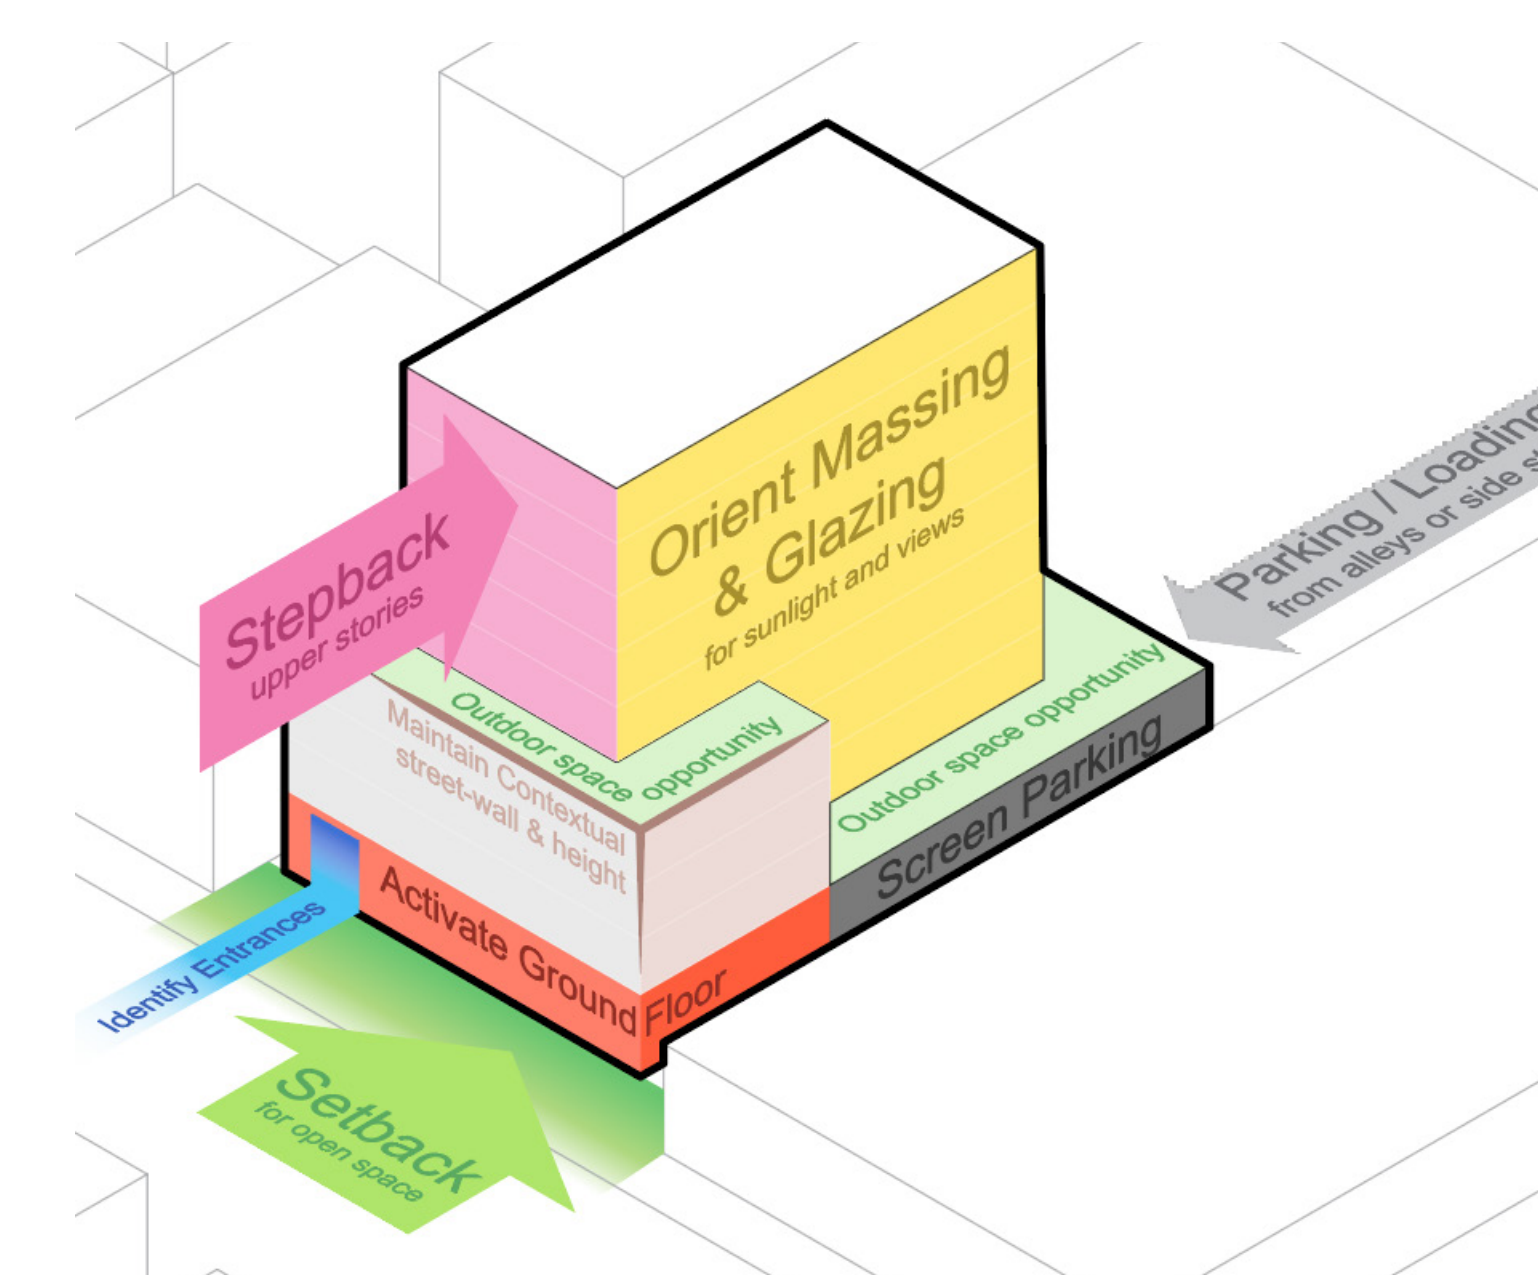 Orient Massing
& Glazing
for sunlight and views
Parking / Loading
from alleys or side
Stepback
upper stories
Outdoor space opportunity
Maintain Contextual
street-wall & height
Outdoor space opportunity
Screen Parking
Activate Ground Floor
Identify Entrances
Setback
for open space